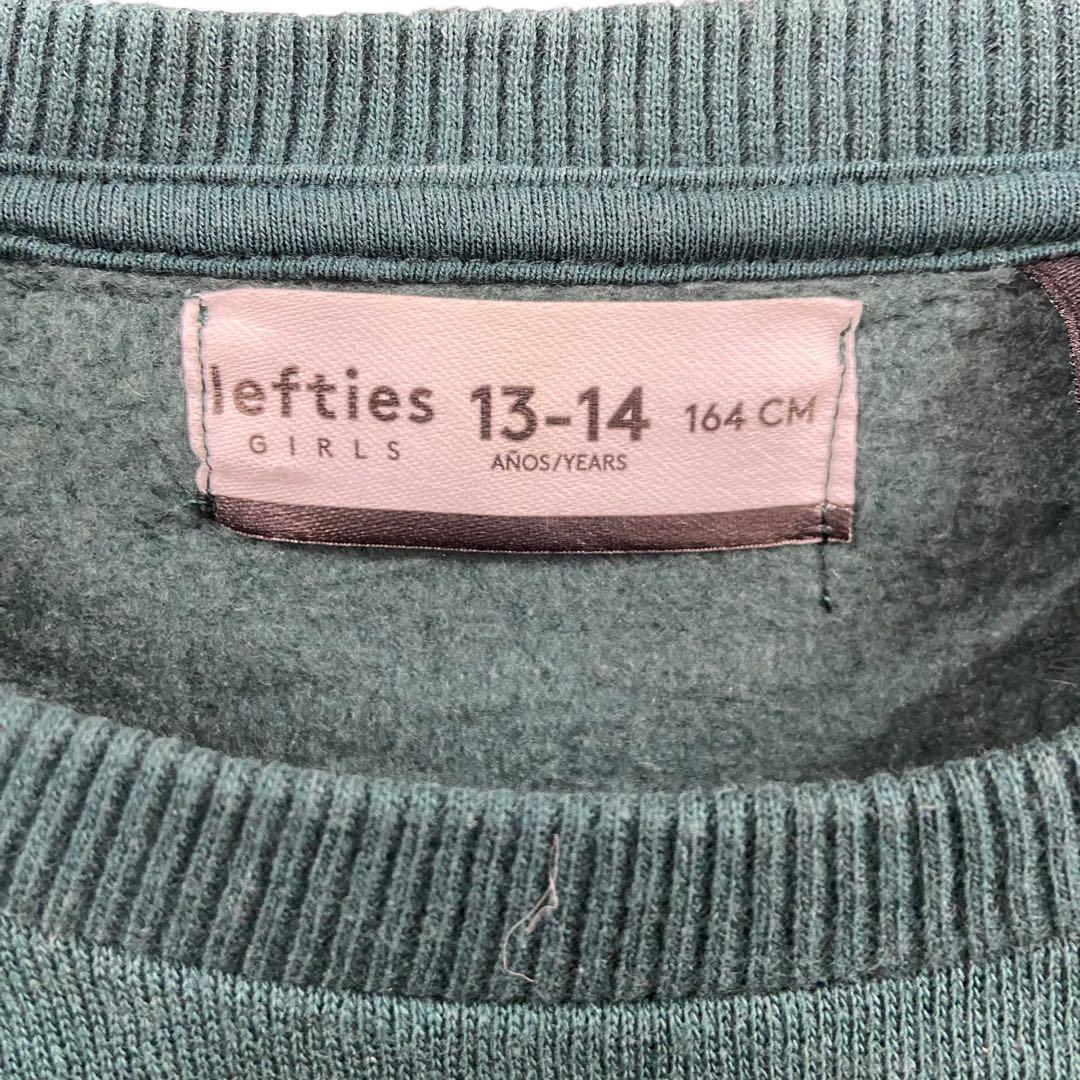 lefties 13-14 164 CM
GIRLS AÑOS/YEARS